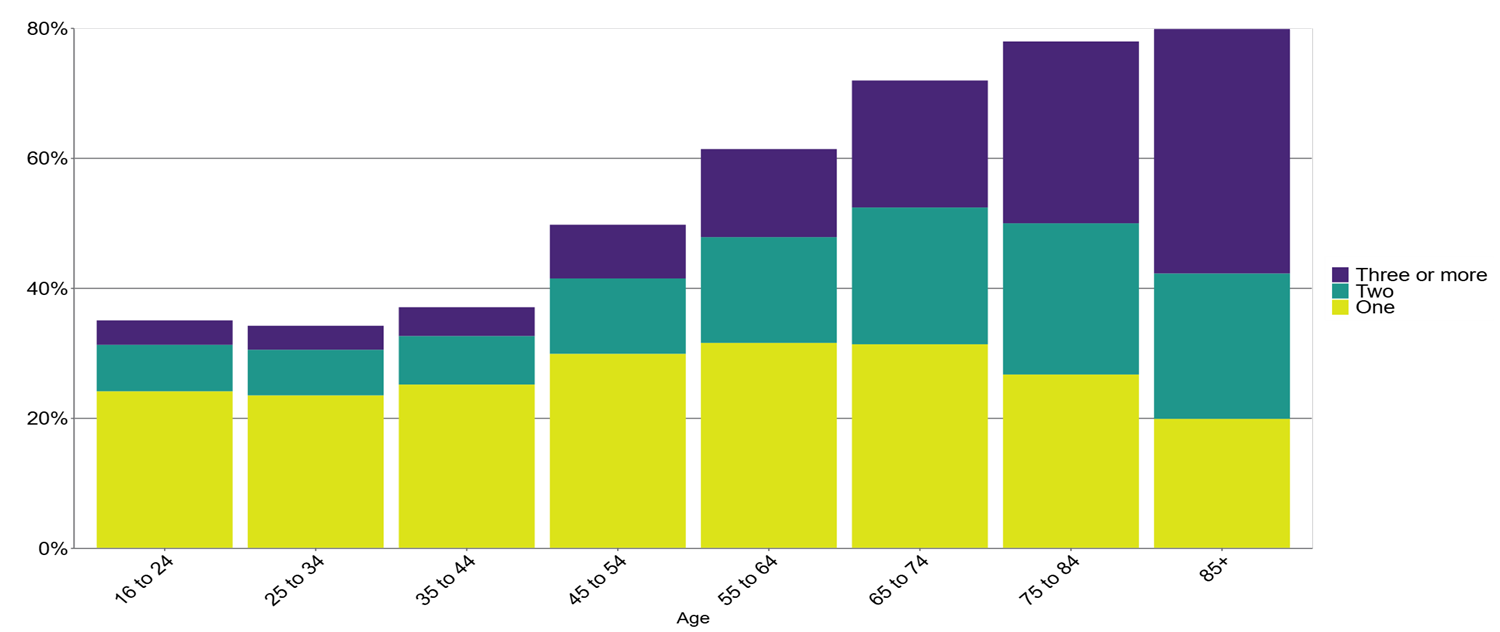 80%
60%
40%
20%
0%
16 to 24
25 to 34
35 to 44
45 to 54
55 to 64
65 to 74
75 to 84
85+
Age
Three or more
Two
One